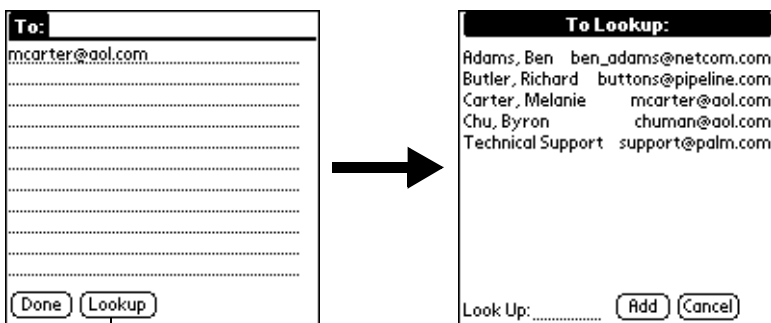 To:
mcarter@aol.com
Done Lookup
To Lookup:
Adams, Ben ben_adams@netcom.com
Butler, Richard buttons@pipeline.com
Carter, Melanie mcarter@aol.com
Chu, Byron chuman@aol.com
Technical Support support@palm.com
Look Up: Add Cancel